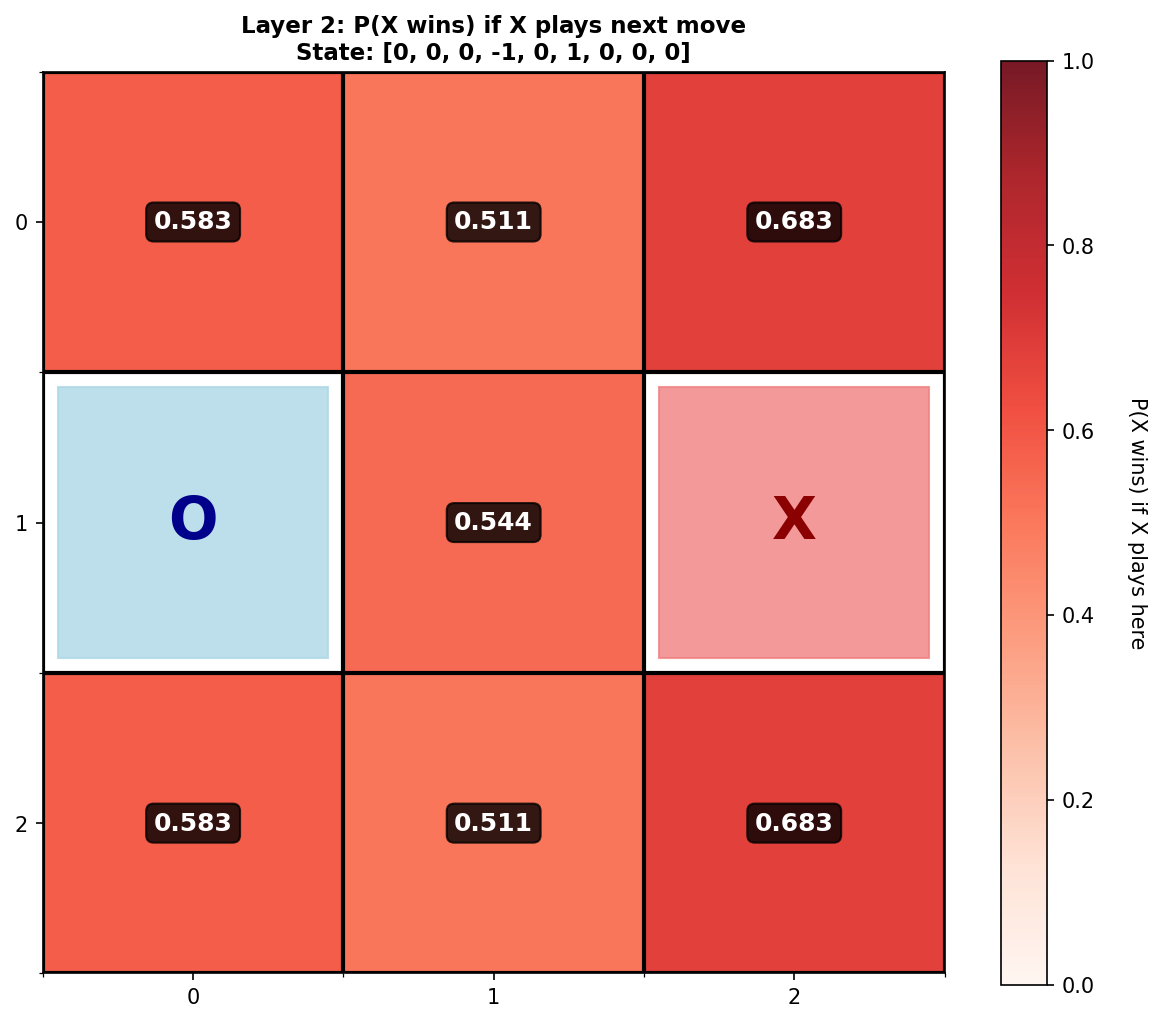 Layer 2: P(X wins) if X plays next move
State: [0, 0, 0, -1, 0, 1, 0, 0, 0]
0.583 0.511 0.683
O 0.544 X
0.583 0.511 0.683
0
1
2
0 1 2
1.0
0.8
0.6
0.4
0.2
0.0
P(X wins) if X plays here